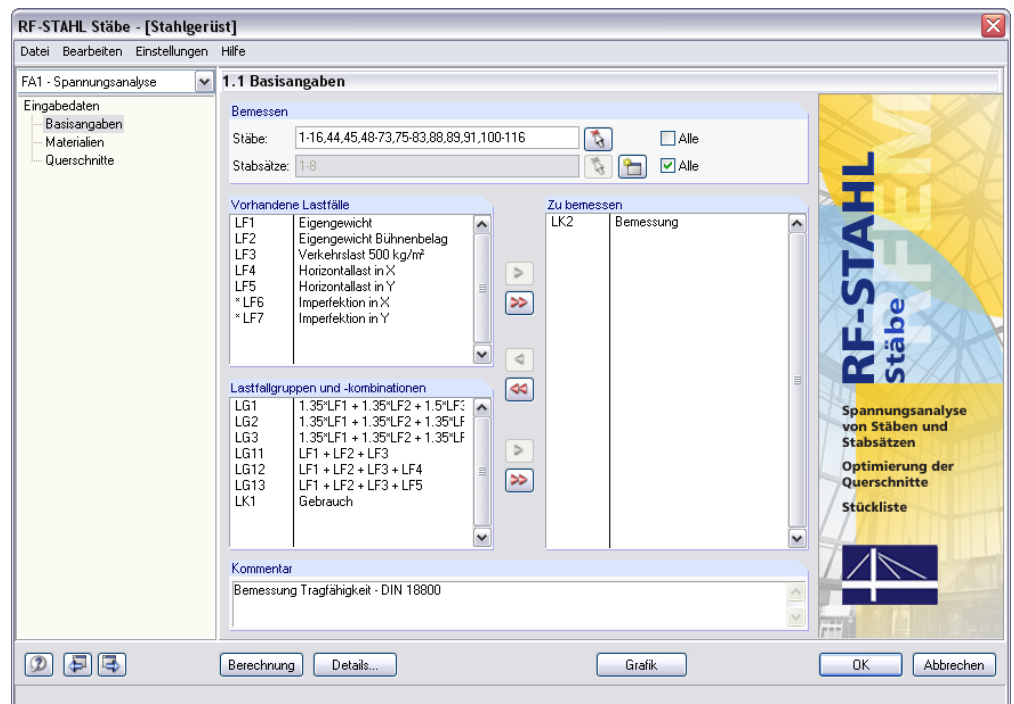 RF-STAHL Stäbe - [Stahlgerüst]
Datei Bearbeiten Einstellungen Hilfe
FA1 - Spannungsanalyse
Eingabedaten
Basisangaben
Materialien
Querschnitte
1.1 Basisangaben
Bemessen
Stäbe: 1-16,44,45,48-73,75-83,88,89,91,100-116 Alle
Stabsätze: 1-8 Alle
Vorhandene Lastfälle
LF1 Eigengewicht
LF2 Eigengewicht Bühnenbelag
LF3 Verkehrslast 500 kg/m²
LF4 Horizontallast in X
LF5 Horizontallast in Y
* LF6 Imperfektion in X
* LF7 Imperfektion in Y
Zu bemessen
LK2 Bemessung
>
>>
<
<<
>
>>
Lastfallgruppen und -kombinationen
LG1 1.35*LF1 + 1.35*LF2 + 1.5*LF3
LG2 1.35*LF1 + 1.35*LF2 + 1.35*LF
LG3 1.35*LF1 + 1.35*LF2 + 1.35*LF
LG11 LF1 + LF2 + LF3
LG12 LF1 + LF2 + LF3 + LF4
LG13 LF1 + LF2 + LF3 + LF5
LK1 Gebrauch
Kommentar
Bemessung Tragfähigkeit - DIN 18800
RFEM
RF-STAHL
Stäbe
Spannungsanalyse
von Stäben und
Stabsätzen
Optimierung der
Querschnitte
Stückliste
Berechnung Details... Grafik OK Abbrechen